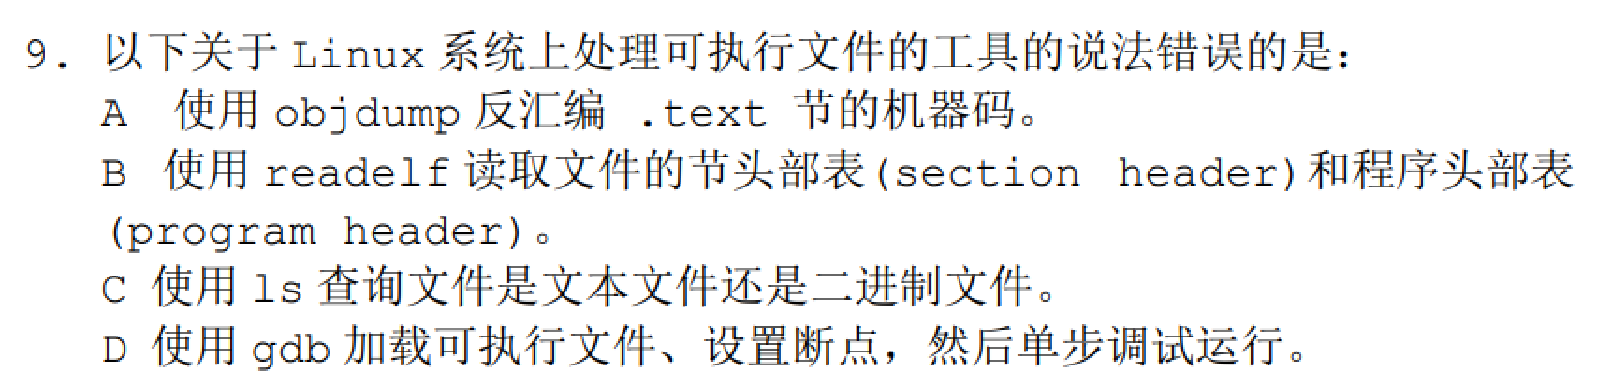 9. 以下关于 Linux 系统上处理可执行文件的工具的说法错误的是：
A 使用 objdump 反汇编 .text 节的机器码。
B 使用 readelf 读取文件的节头部表(section header)和程序头部表
(program header)。
C 使用 ls 查询文件是文本文件还是二进制文件。
D 使用 gdb 加载可执行文件、设置断点，然后单步调试运行。